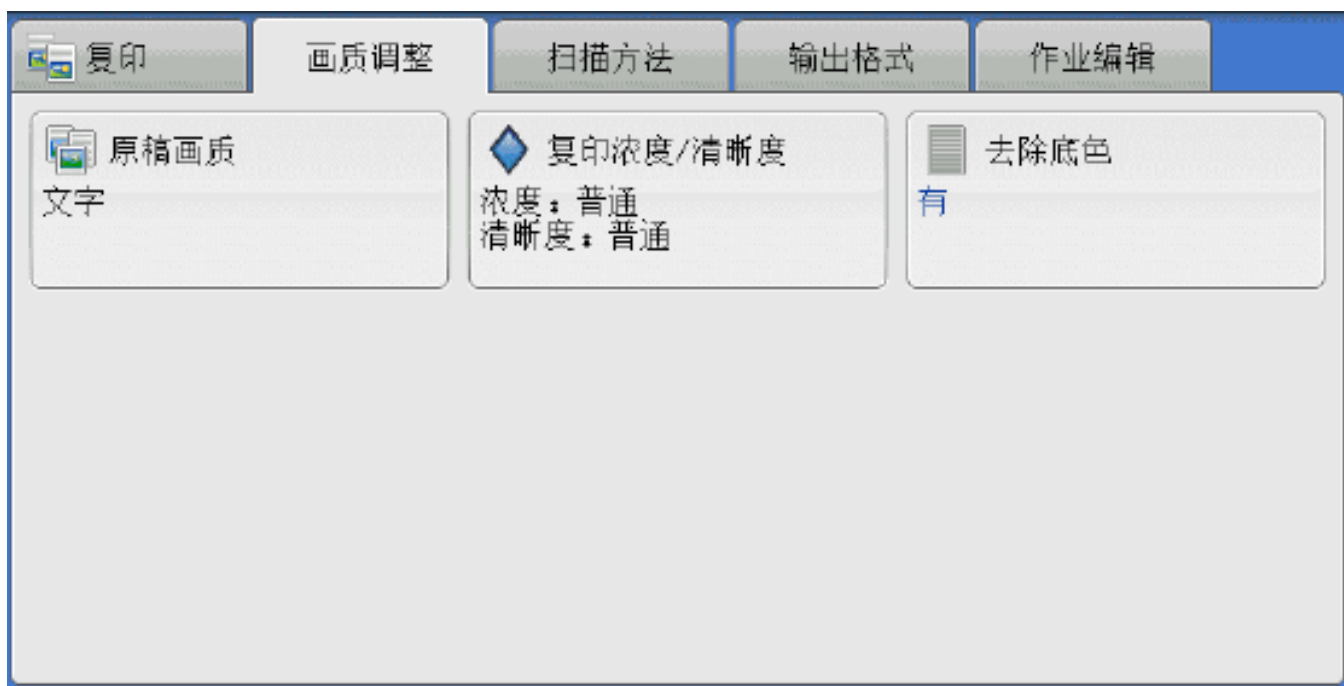 复印
画质调整
扫描方法
输出格式
作业编辑
原稿画质
文字
复印浓度/清晰度
浓度：普通
清晰度：普通
去除底色
有